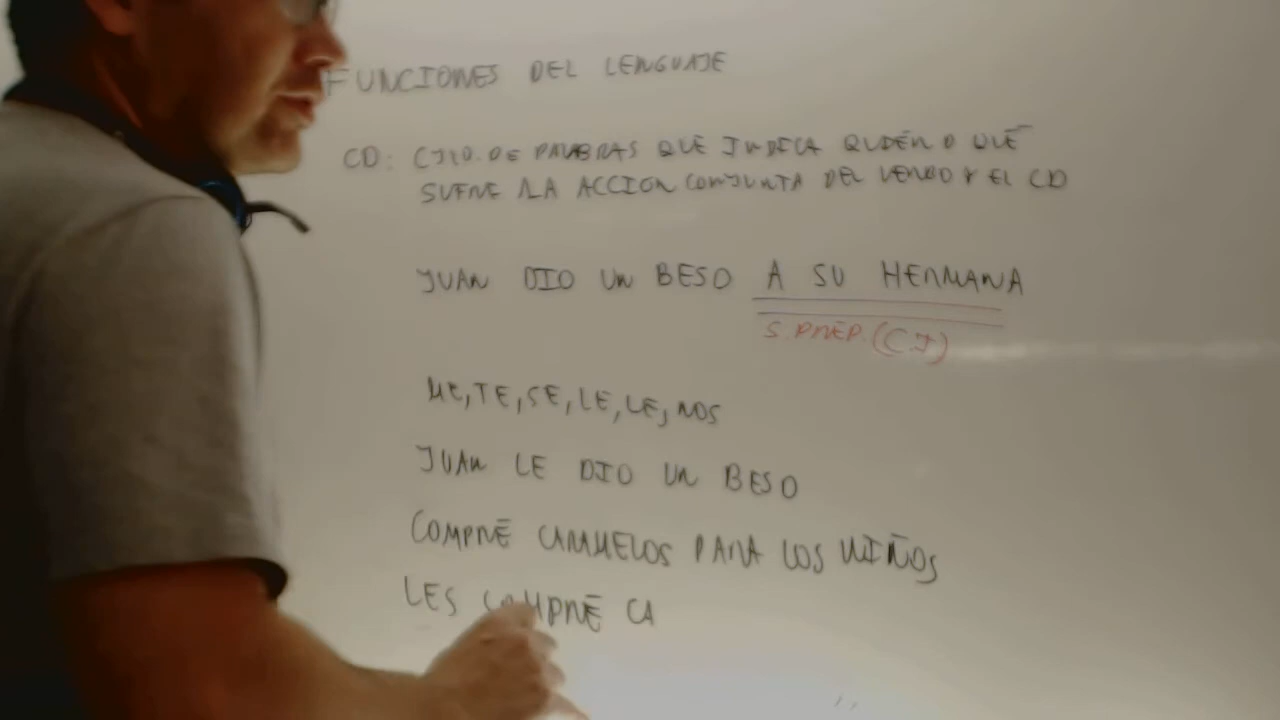 FUNCIONES DEL LENGUAJE
CD: CJTO. DE PALABRAS QUE INDICA QUIÉN O QUÉ
SUFRE LA ACCION CONJUNTA DEL VERBO Y EL CD
JUAN DIO UN BESO A SU HERMANA
S. PREP. (CI)
ME, TE, SE, LE, LE, NOS
JUAN LE DIO UN BESO
COMPRÉ CARAMELOS PARA LOS NIÑOS
LES COMPRÉ CA